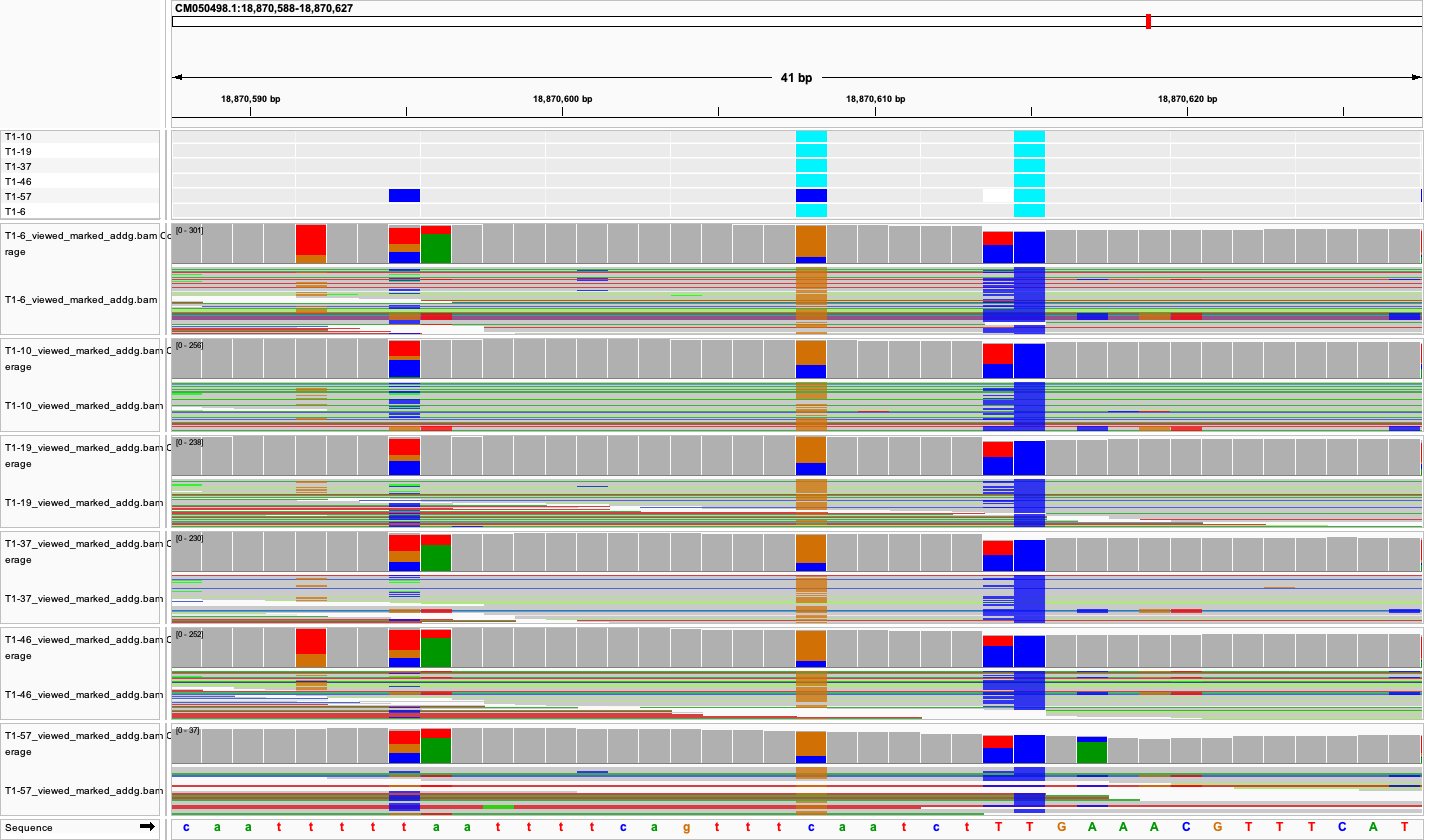 CM050498.1:18,870,588-18,870,627
41 bp
18,870,590 bp 18,870,600 bp 18,870,610 bp 18,870,620 bp
T1-10
T1-19
T1-37
T1-46
T1-57
T1-6
T1-6_viewed_marked_addg.bam Co
rage
[0 - 301]
T1-6_viewed_marked_addg.bam
T1-10_viewed_marked_addg.bam C
erage
[0 - 256]
T1-10_viewed_marked_addg.bam
T1-19_viewed_marked_addg.bam C
erage
[0 - 238]
T1-19_viewed_marked_addg.bam
T1-37_viewed_marked_addg.bam C
erage
[0 - 230]
T1-37_viewed_marked_addg.bam
T1-46_viewed_marked_addg.bam C
erage
[0 - 252]
T1-46_viewed_marked_addg.bam
T1-57_viewed_marked_addg.bam C
erage
[0 - 37]
T1-57_viewed_marked_addg.bam
Sequence c a a t t t t t a a t t t t c a g t t t c a a t c t T T G A A A C G T T T C A T